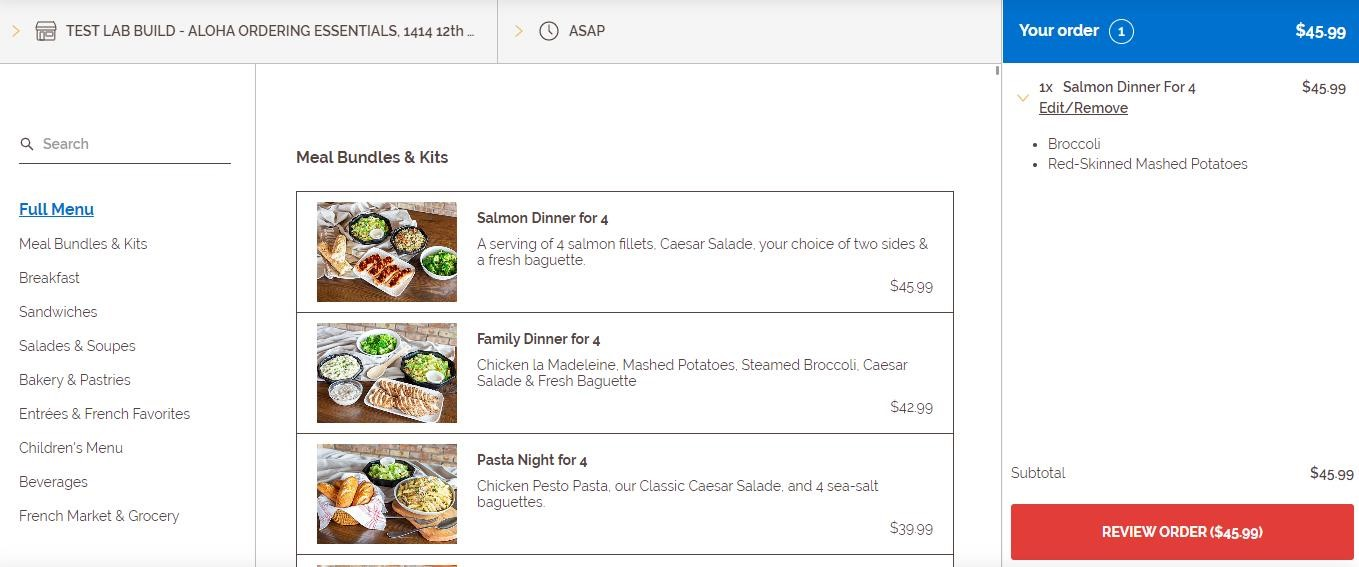 TEST LAB BUILD - ALOHA ORDERING ESSENTIALS, 1414 12th ...
ASAP
Your order 1 $45.99
Search
Full Menu
Meal Bundles & Kits
Breakfast
Sandwiches
Salades & Soupes
Bakery & Pastries
Entrées & French Favorites
Children's Menu
Beverages
French Market & Grocery
Meal Bundles & Kits
Salmon Dinner for 4
A serving of 4 salmon fillets, Caesar Salade, your choice of two sides &
a fresh baguette.
$45.99
Family Dinner for 4
Chicken la Madeleine, Mashed Potatoes, Steamed Broccoli, Caesar
Salade & Fresh Baguette
$42.99
Pasta Night for 4
Chicken Pesto Pasta, our Classic Caesar Salade, and 4 sea-salt
baguettes.
$39.99
1x Salmon Dinner For 4 $45.99
Edit/Remove
• Broccoli
• Red-Skinned Mashed Potatoes
Subtotal $45.99
REVIEW ORDER ($45.99)